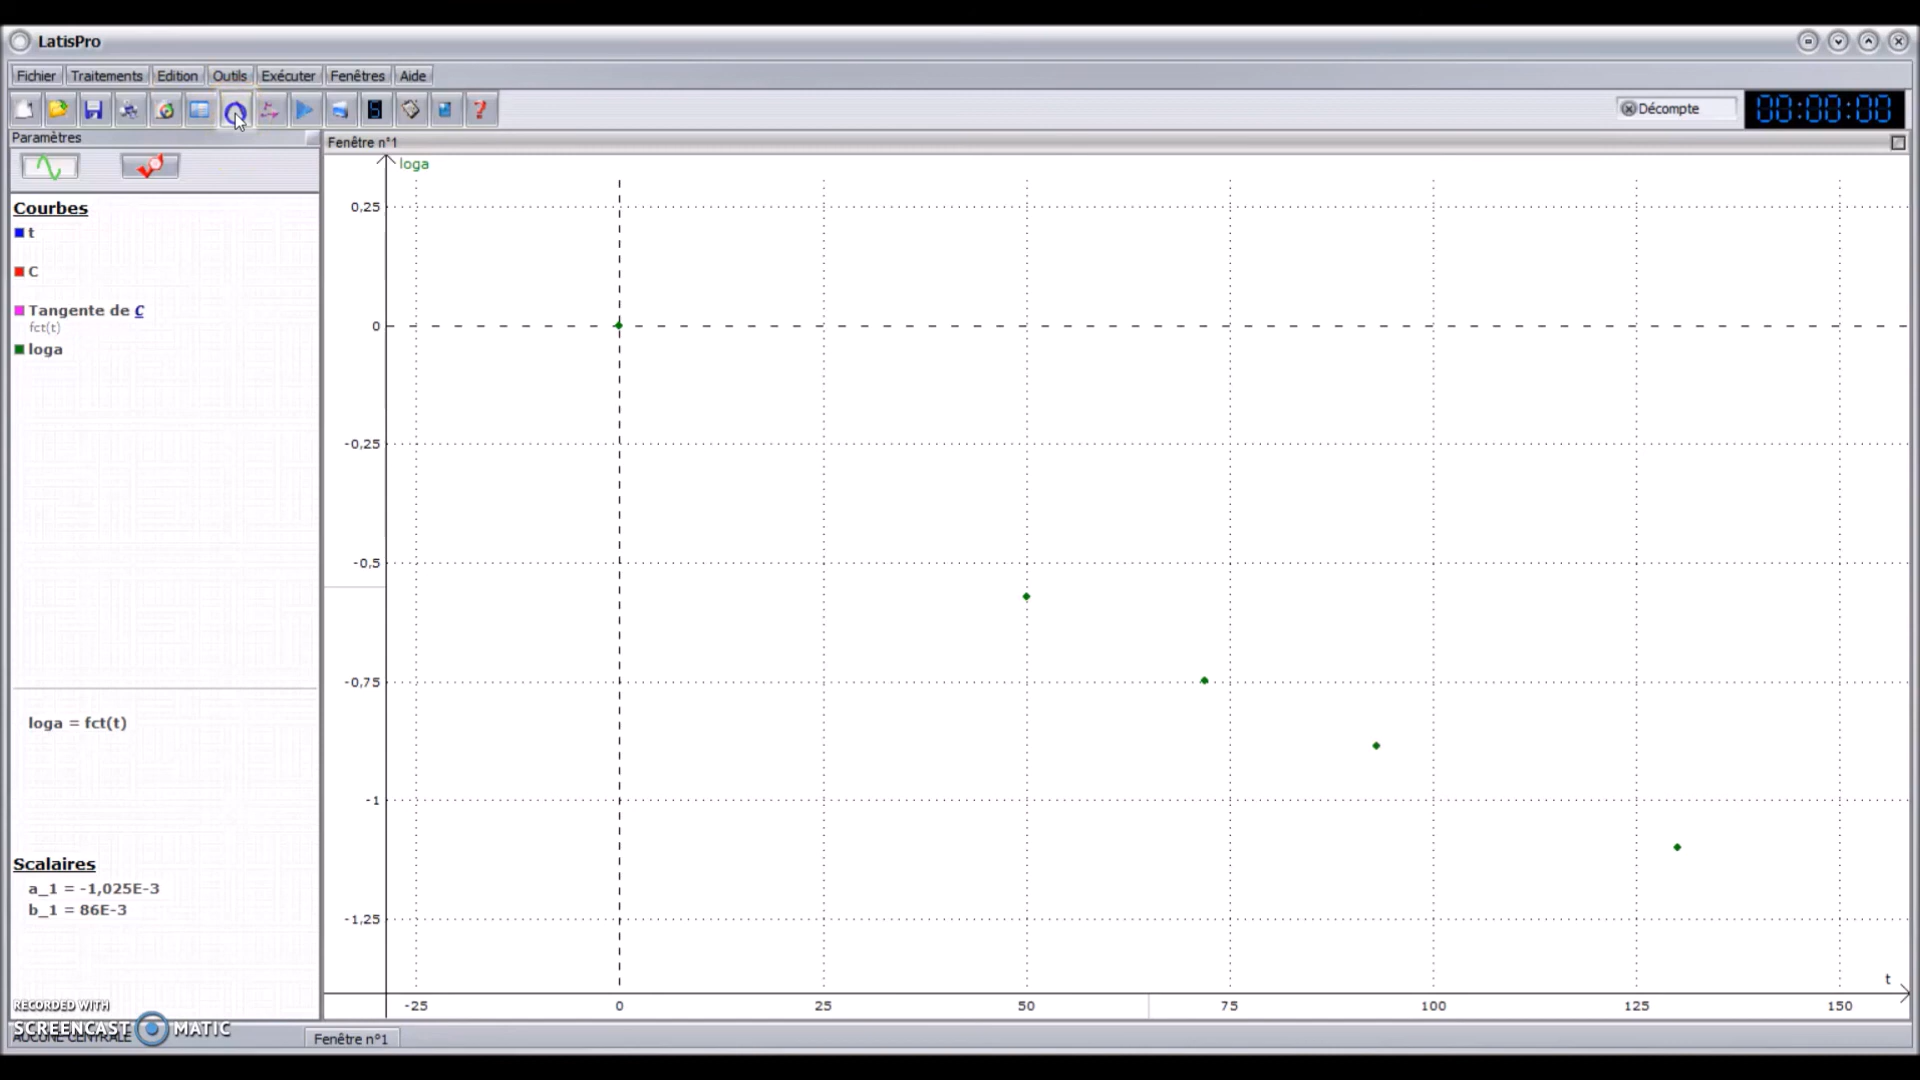 LatisPro
Fichier Traitements Edition Outils Exécuter Fenêtres Aide
Décompte 00:00:00
Paramètres
Fenêtre n°1
Courbes
t
C
Tangente de C
fct(t)
loga
loga = fct(t)
Scalaires
a_1 = -1,025E-3
b_1 = 86E-3
loga
0,25
0
-0,25
-0,5
-0,75
-1
-1,25
t
-25 0 25 50 75 100 125 150
RECORDED WITH
SCREENCAST MATIC
AUCUNE CENTRALE
Fenêtre n°1